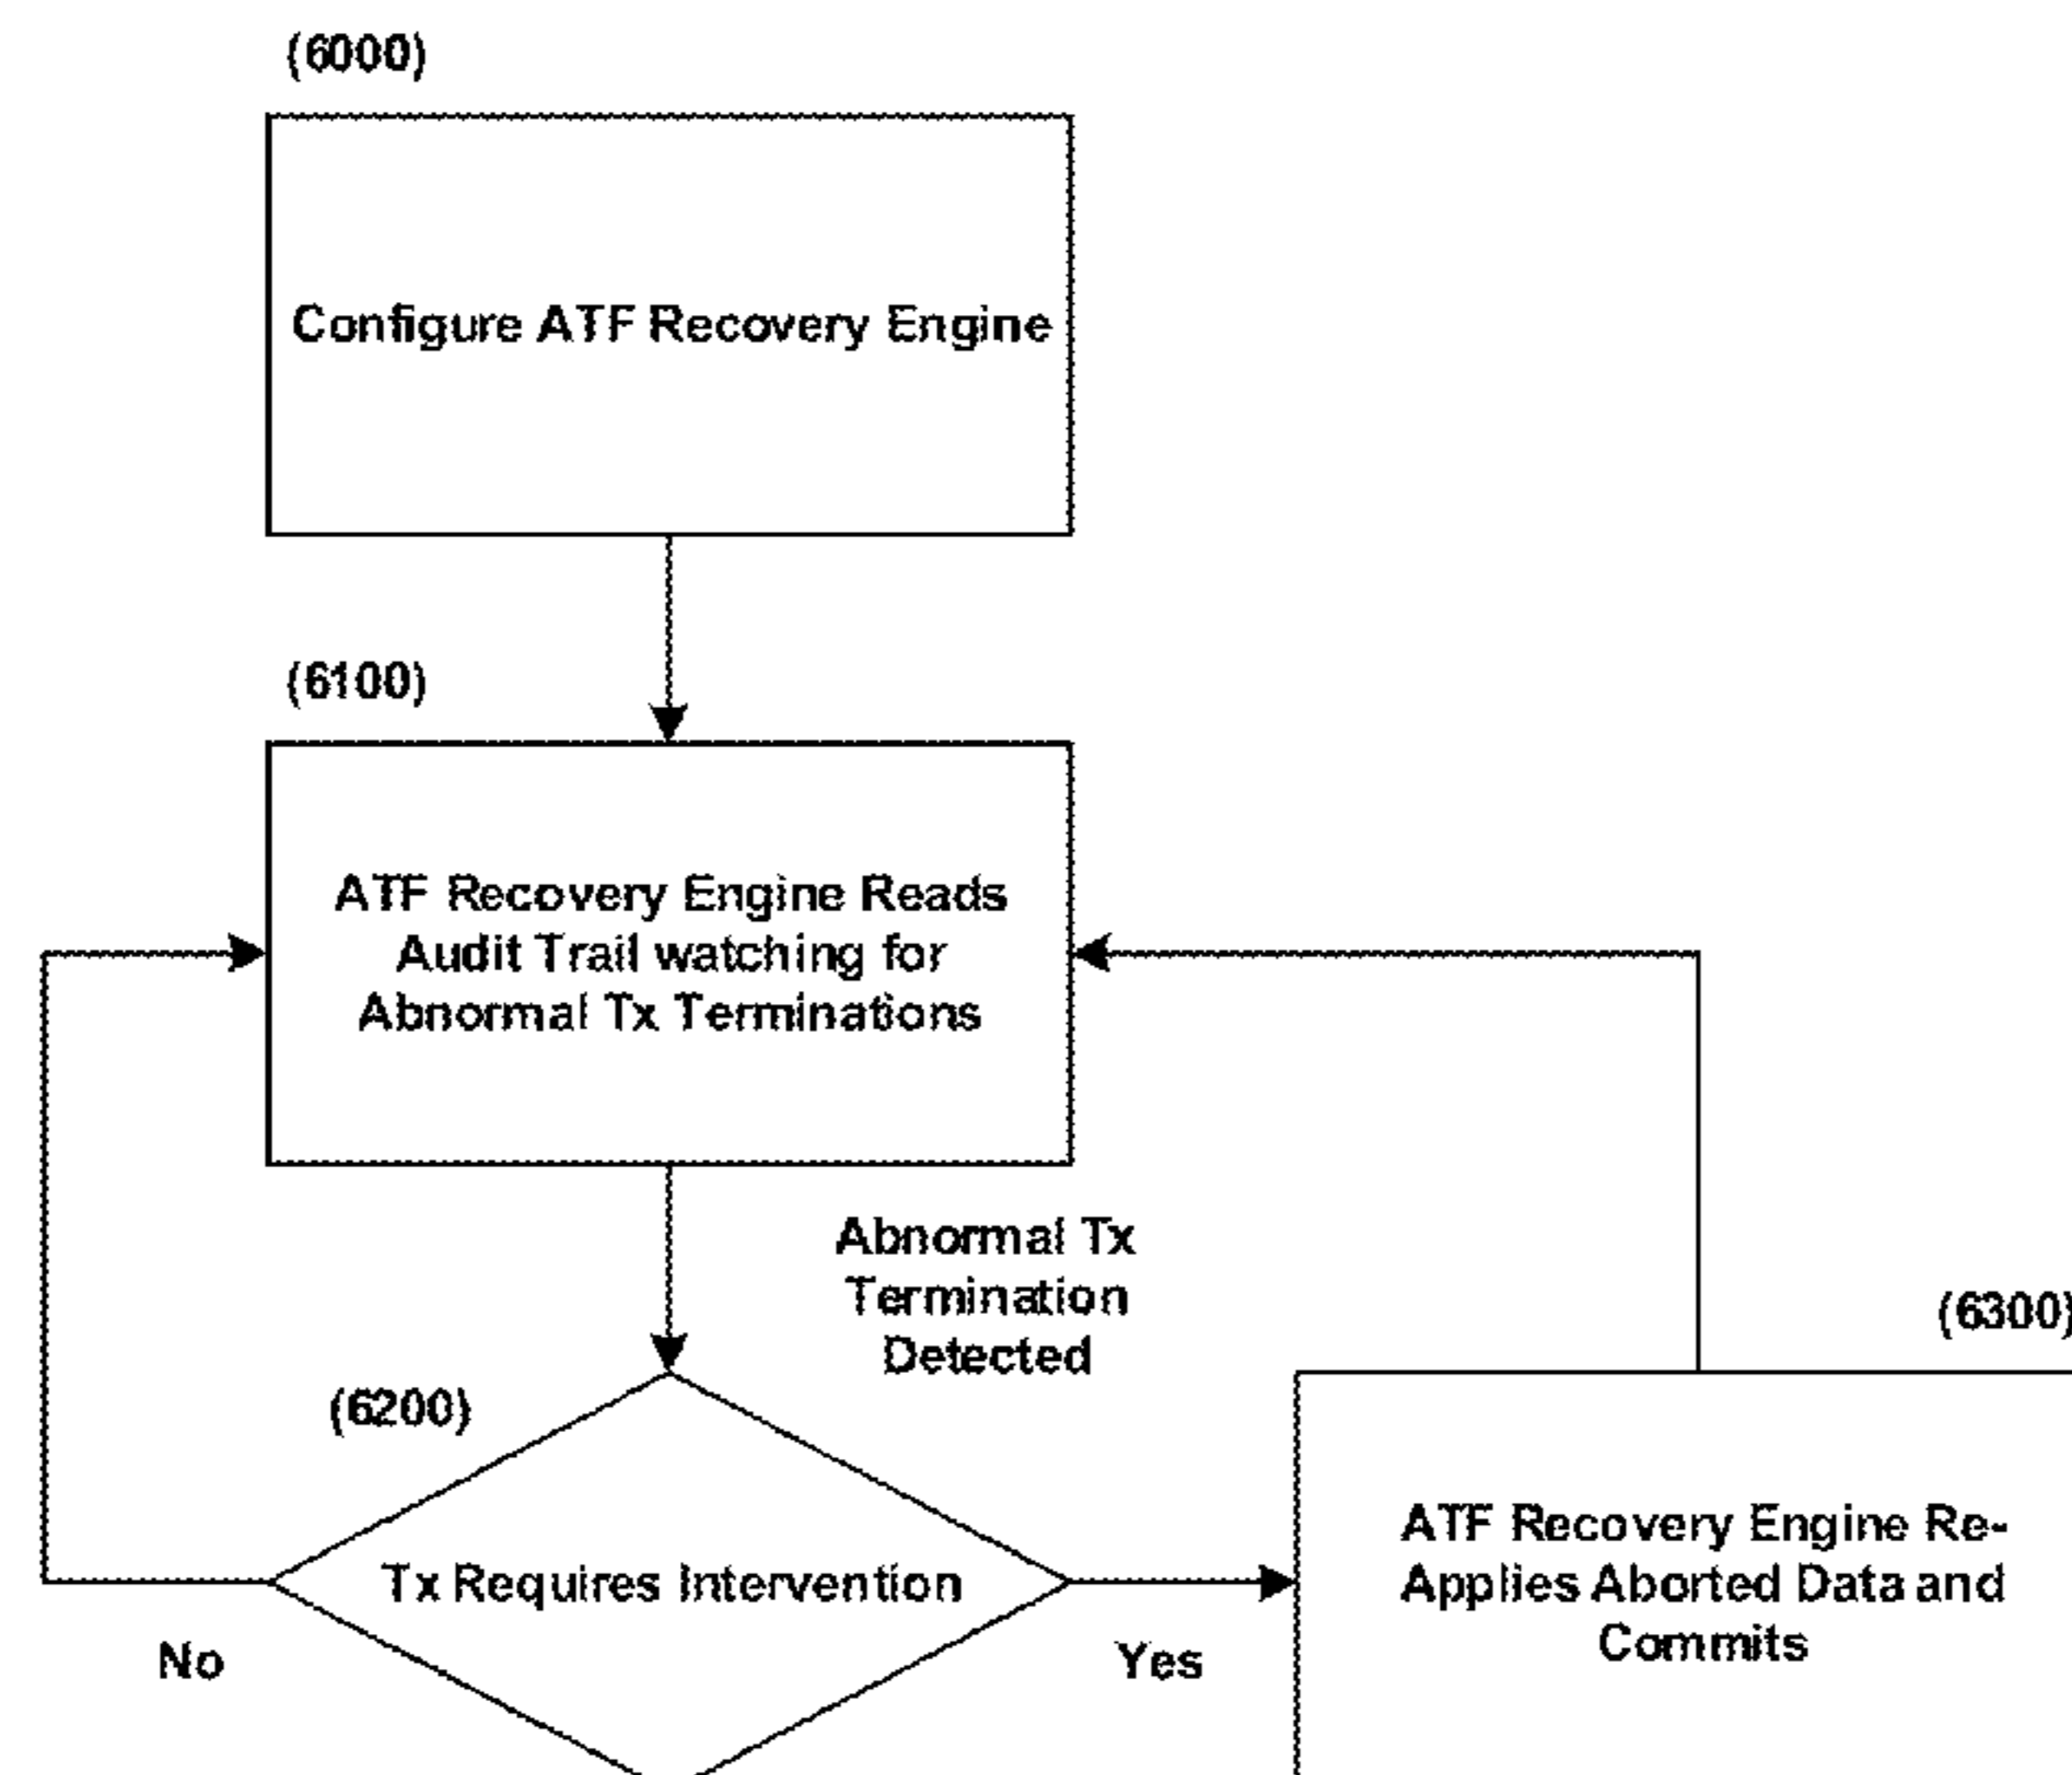 (6000)
Configure ATF Recovery Engine
(6100)
ATF Recovery Engine Reads
Audit Trail watching for
Abnormal Tx Terminations
Abnormal Tx
Termination
Detected
(6300)
(6200)
Tx Requires Intervention
ATF Recovery Engine Re-
Applies Aborted Data and
Commits
No
Yes